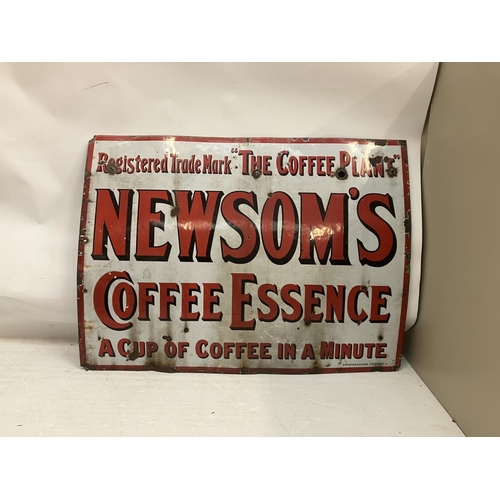 Registered Trade Mark "THE COFFEE PLANT"
NEWSOM'S
COFFEE ESSENCE
A CUP OF COFFEE IN A MINUTE